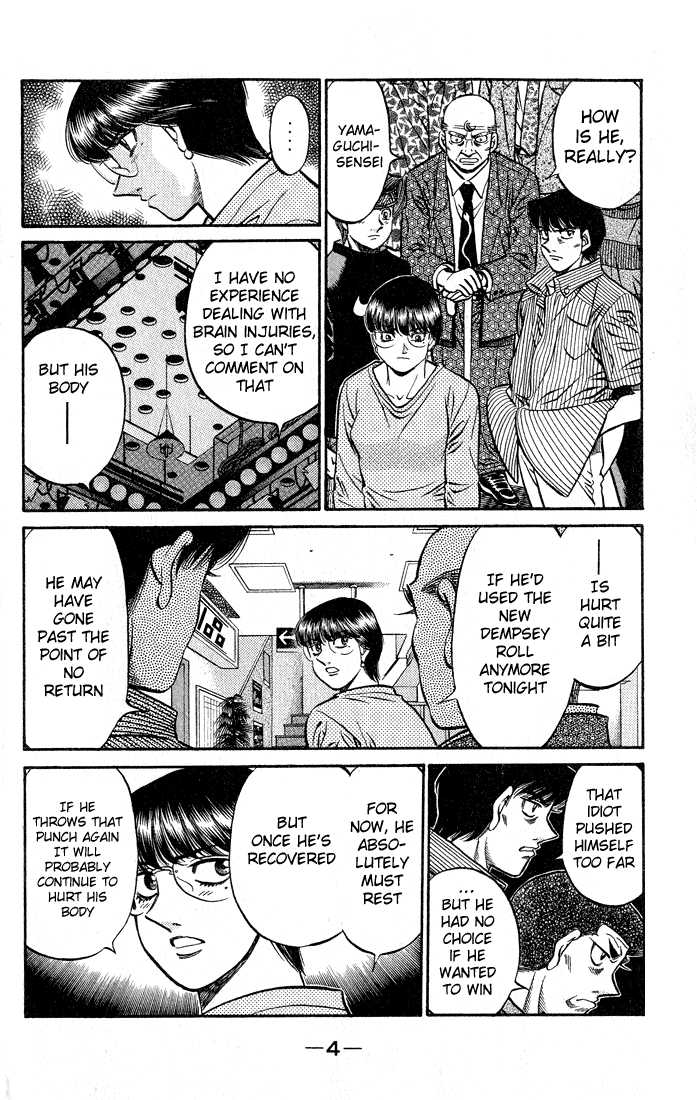 HOW
IS HE,
REALLY?
YAMA-
GUCHI-
SENSEI
...
I HAVE NO
EXPERIENCE
DEALING WITH
BRAIN INJURIES,
SO I CAN'T
COMMENT ON
THAT
BUT HIS
BODY
—
—
IS
HURT
QUITE
A BIT
IF HE'D
USED THE
NEW
DEMPSEY
ROLL
ANYMORE
TONIGHT
HE MAY
HAVE
GONE
PAST THE
POINT OF
NO
RETURN
THAT
IDIOT
PUSHED
HIMSELF
TOO FAR
...
BUT HE
HAD NO
CHOICE
IF HE
WANTED
TO WIN
FOR
NOW, HE
ABSO-
LUTELY
MUST
REST
BUT
ONCE HE'S
RECOVERED
IF HE
THROWS THAT
PUNCH AGAIN
IT WILL
PROBABLY
CONTINUE TO
HURT HIS
BODY
—4—